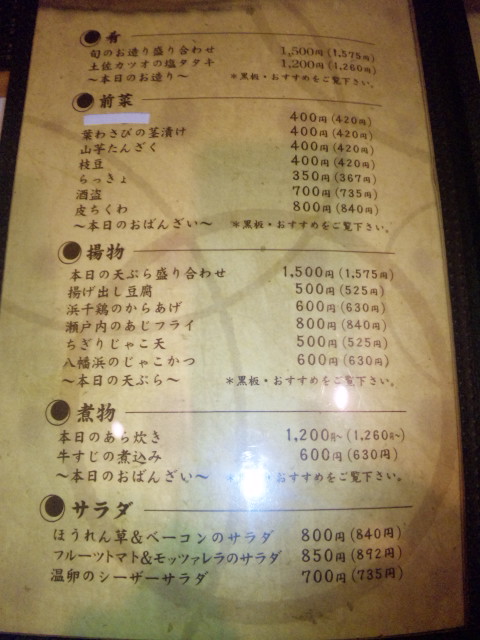 肴
旬のお造り盛り合わせ 1,500円(1,575円)
土佐カツオの塩タタキ 1,200円(1,260円)
〜本日のお造り〜 ＊黒板・おすすめをご覧下さい。
前菜
400円(420円)
葉わさびの茎漬け 400円(420円)
山芋たんざく 400円(420円)
枝豆 400円(420円)
らっきょ 350円(367円)
酒盗 700円(735円)
皮ちくわ 800円(840円)
〜本日のおばんざい〜 ＊黒板・おすすめをご覧下さい。
揚物
本日の天ぷら盛り合わせ 1,500円(1,575円)
揚げ出し豆腐 500円(525円)
浜千鶏のからあげ 600円(630円)
瀬戸内のあじフライ 800円(840円)
ちぎりじゃこ天 500円(525円)
八幡浜のじゃこかつ 600円(630円)
〜本日の天ぷら〜 ＊黒板・おすすめをご覧下さい。
煮物
本日のあら炊き 1,200円〜(1,260円〜)
牛すじの煮込み 600円(630円)
〜本日のおばんざい〜 ＊黒板・おすすめをご覧下さい。
サラダ
ほうれん草&ベーコンのサラダ 800円(840円)
フルーツトマト&モッツァレラのサラダ 850円(892円)
温卵のシーザーサラダ 700円(735円)